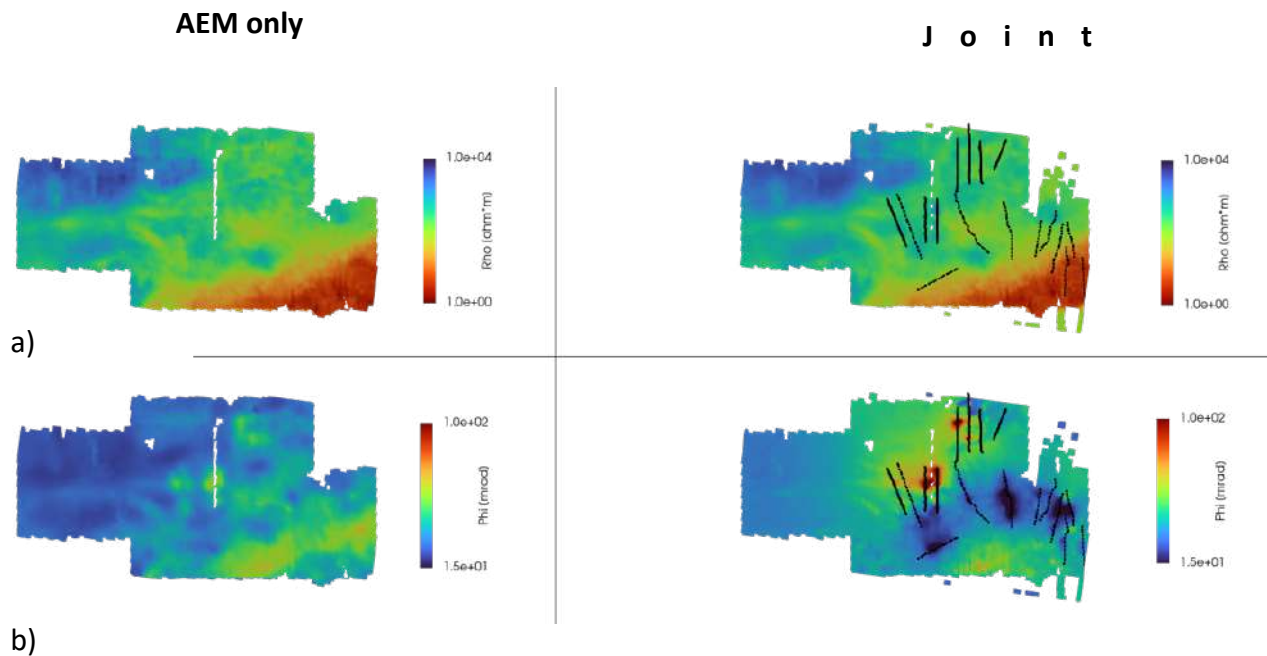 AEM only
J o i n t
1.0e+04
Rho (ohm*m)
1.0e+00
1.0e+04
Rho (ohm*m)
1.0e+00
a)
1.0e+02
Phi (mrad)
1.5e+01
1.0e+02
Phi (mrad)
1.5e+01
b)